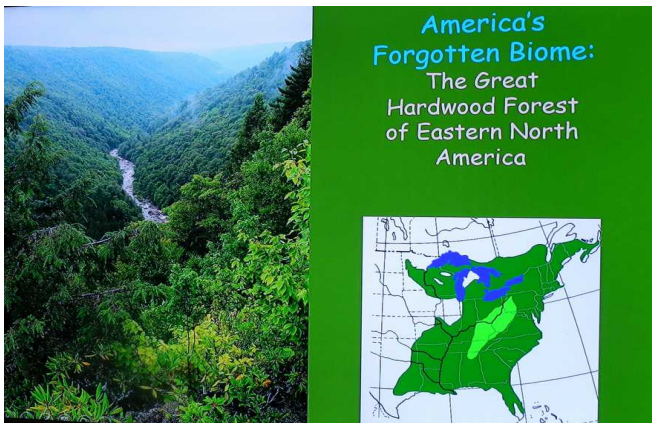 America's
Forgotten Biome:
The Great
Hardwood Forest
of Eastern North
America